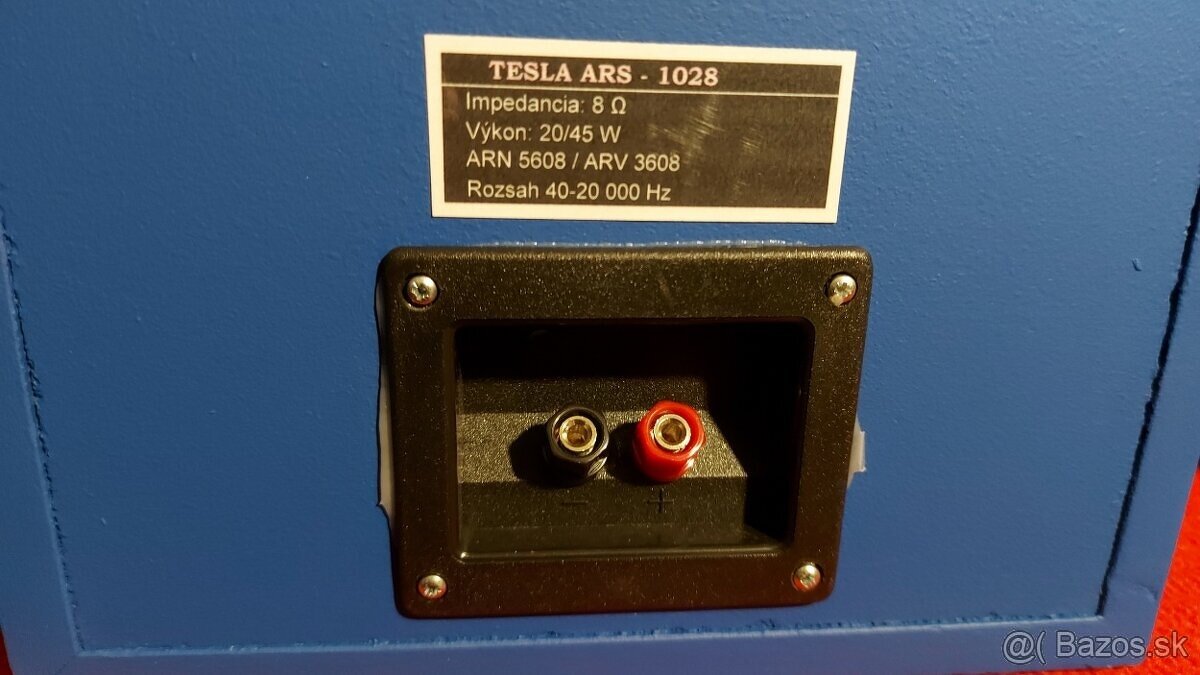 TESLA ARS - 1028
Impedancia: 8 Ω
Výkon: 20/45 W
ARN 5608 / ARV 3608
Rozsah 40-20 000 Hz
− +
@( Bazos.sk